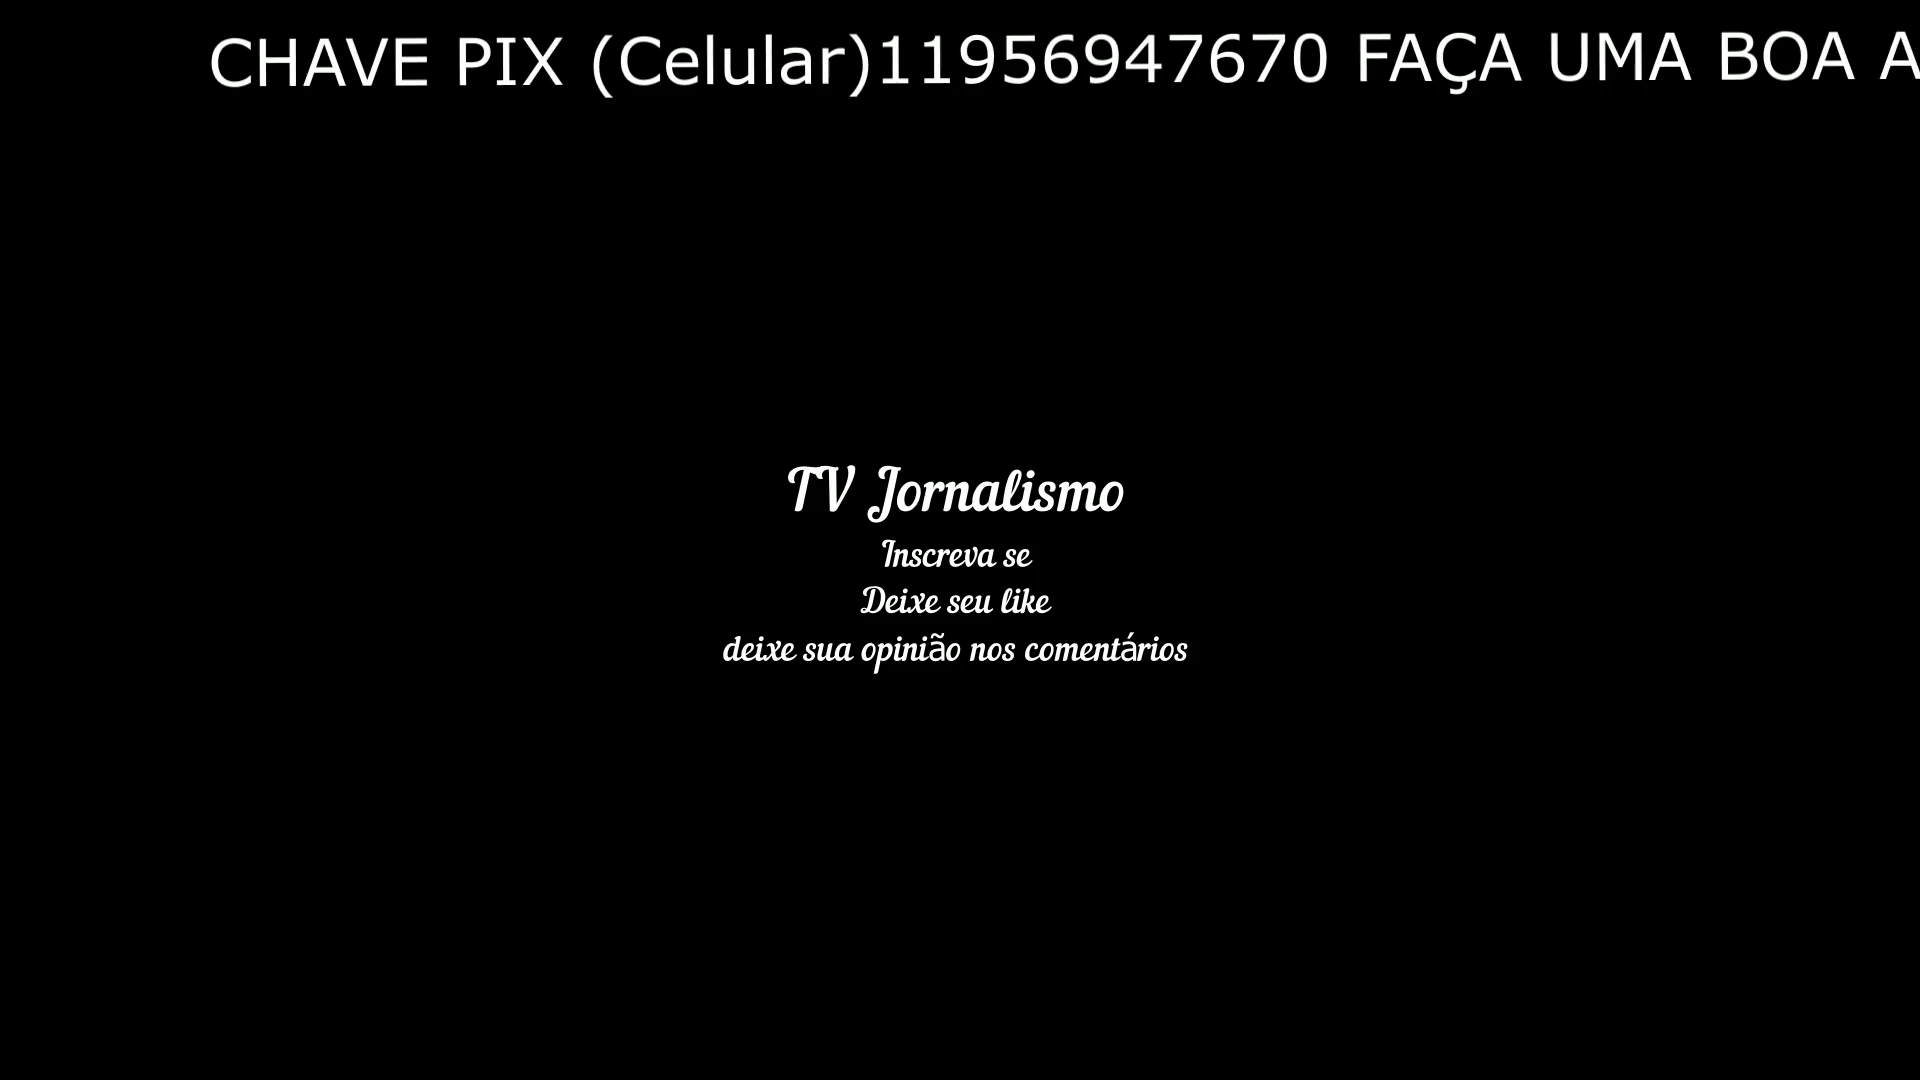 CHAVE PIX (Celular)11956947670 FAÇA UMA BOA A
TV Jornalismo
Inscreva se
Deixe seu like
deixe sua opinião nos comentários